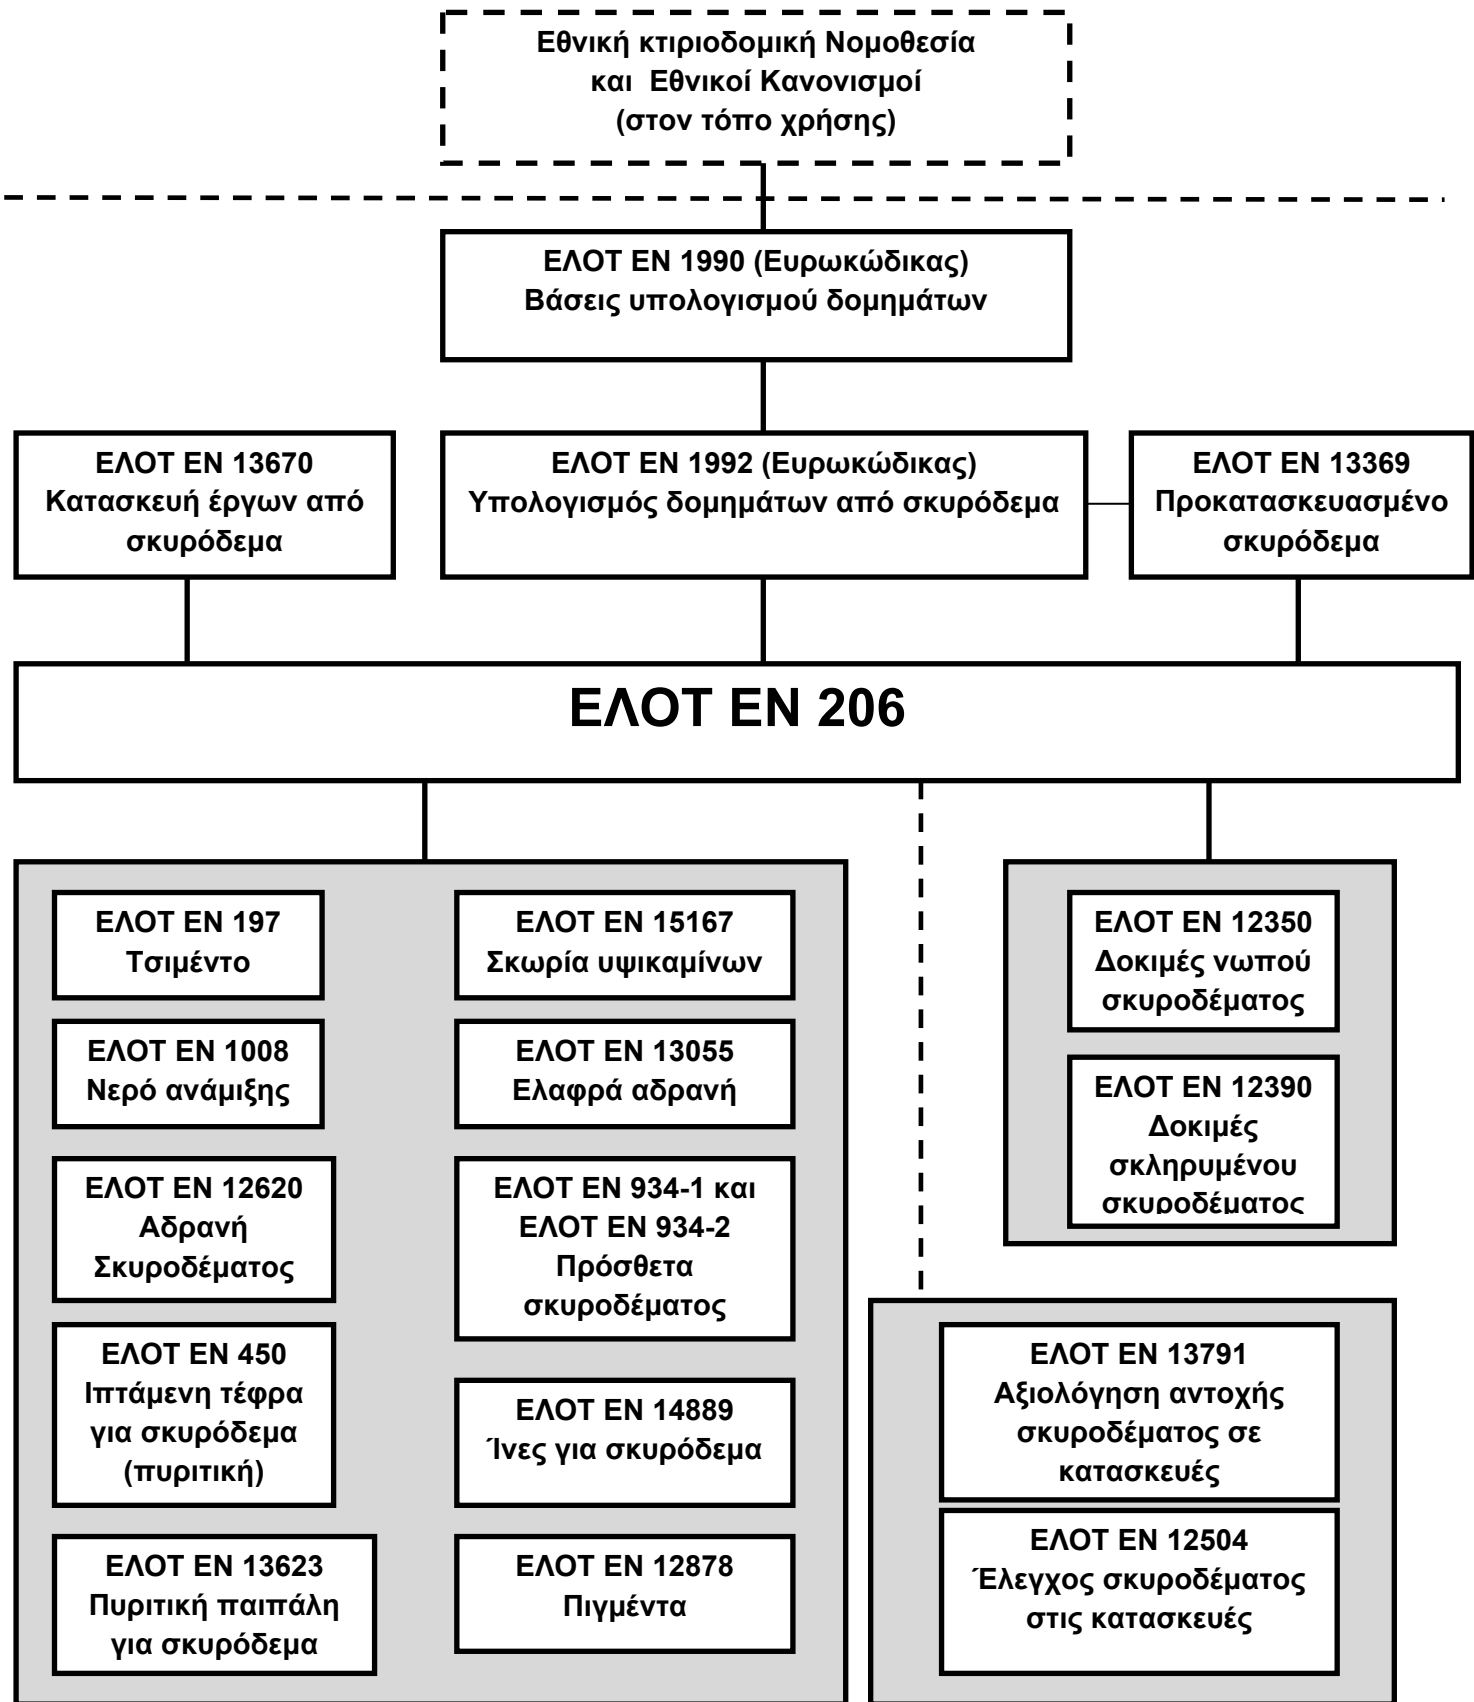 Εθνική κτιριοδομική Νομοθεσία
και Εθνικοί Κανονισμοί
(στον τόπο χρήσης)
ΕΛΟΤ ΕΝ 1990 (Ευρωκώδικας)
Βάσεις υπολογισμού δομημάτων
ΕΛΟΤ ΕΝ 13670
Κατασκευή έργων από
σκυρόδεμα
ΕΛΟΤ ΕΝ 1992 (Ευρωκώδικας)
Υπολογισμός δομημάτων από σκυρόδεμα
ΕΛΟΤ ΕΝ 13369
Προκατασκευασμένο
σκυρόδεμα
ΕΛΟΤ ΕΝ 206
ΕΛΟΤ ΕΝ 197
Τσιμέντο
ΕΛΟΤ ΕΝ 1008
Νερό ανάμιξης
ΕΛΟΤ ΕΝ 12620
Αδρανή
Σκυροδέματος
ΕΛΟΤ ΕΝ 450
Ιπτάμενη τέφρα
για σκυρόδεμα
(πυριτική)
ΕΛΟΤ ΕΝ 13623
Πυριτική παιπάλη
για σκυρόδεμα
ΕΛΟΤ ΕΝ 15167
Σκωρία υψικαμίνων
ΕΛΟΤ ΕΝ 13055
Ελαφρά αδρανή
ΕΛΟΤ ΕΝ 934-1 και
ΕΛΟΤ ΕΝ 934-2
Πρόσθετα
σκυροδέματος
ΕΛΟΤ ΕΝ 14889
Ίνες για σκυρόδεμα
ΕΛΟΤ ΕΝ 12878
Πιγμέντα
ΕΛΟΤ ΕΝ 12350
Δοκιμές νωπού
σκυροδέματος
ΕΛΟΤ ΕΝ 12390
Δοκιμές
σκληρυμένου
σκυροδέματος
ΕΛΟΤ ΕΝ 13791
Αξιολόγηση αντοχής
σκυροδέματος σε
κατασκευές
ΕΛΟΤ ΕΝ 12504
Έλεγχος σκυροδέματος
στις κατασκευές